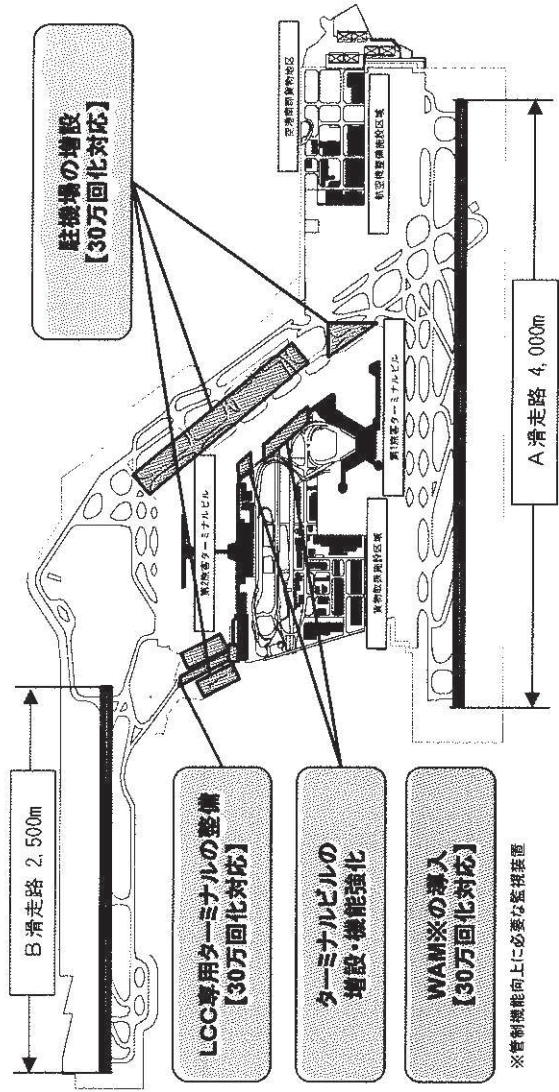 B滑走路 2,500m
駐機場の増設
【30万回化対応】
LCC専用ターミナルの整備
【30万回化対応】
ターミナルビルの
増設・機能強化
WAM※の導入
【30万回化対応】
※管制機能向上に必要な監視装置
第2旅客ターミナルビル
第1旅客ターミナルビル
貨物取扱施設区域
空港南部貨物地区
航空機整備施設区域
A滑走路 4,000m